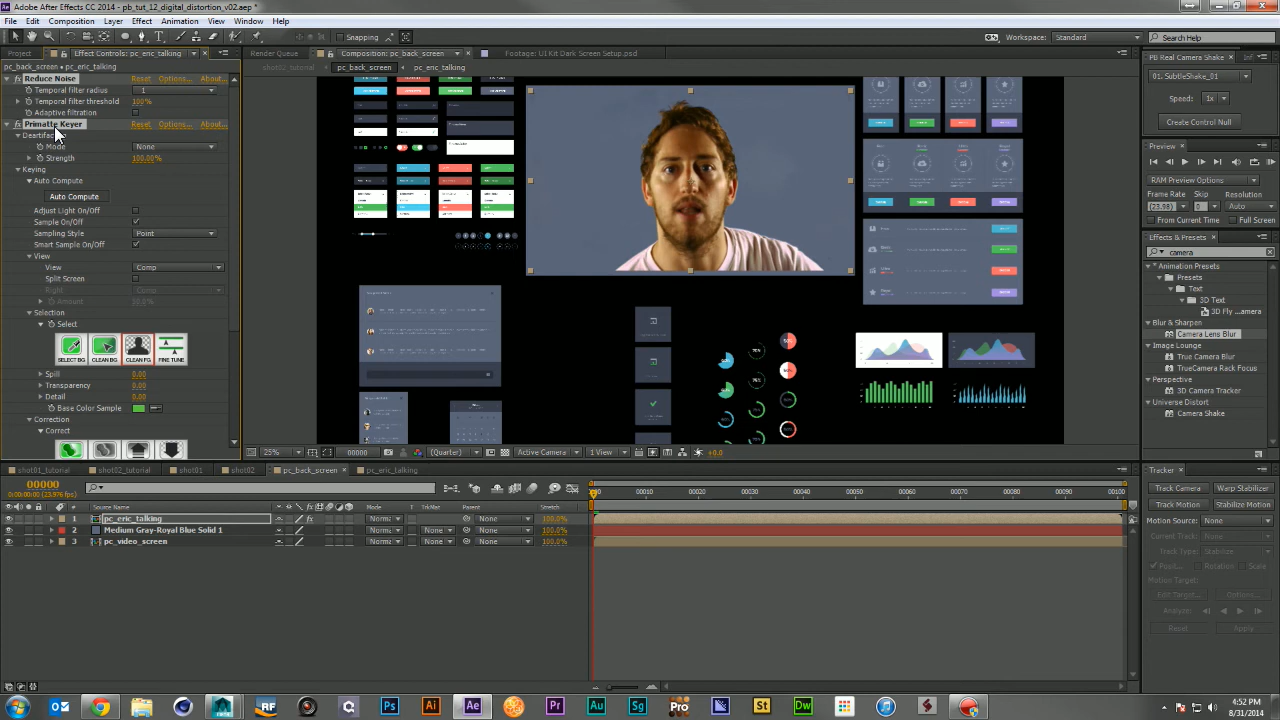 Adobe After Effects CC 2014 - pb_tut_12_digital_distortion_v02.aep *
File Edit Composition Layer Effect Animation View Window Help
Snapping
Workspace: Standard
Search Help
Project Effect Controls: pc_eric_talking
Composition: pc_back_screen
Footage: UI Kit Dark Screen Setup.psd
Render Queue
pc_back_screen • pc_eric_talking
shot02_tutorial pc_back_screen pc_eric_talking
Reduce Noise Reset Options... About...
Temporal filter radius 1
Temporal filter threshold 100%
Adaptive filtration
Primatte Keyer Reset Options... About...
Deartifact
Mode None
Strength 100.00%
Keying
Auto Compute
Auto Compute
Adjust Light On/Off
Sample On/Off
Sampling Style Point
Smart Sample On/Off
View
View Comp
Split Screen
Right Comp
Amount
Selection
Select
SELECT BG CLEAN BG CLEAN FG FINE TUNE
Spill 0.00
Transparency 0.00
Detail 0.00
Base Color Sample
Correction
Correct
25% 00000 (Quarter) Active Camera 1 View +0.0
PB Real Camera Shake
01_SubtleShake_01
Speed: 1x
Create Control Null
Preview
RAM Preview Options
Frame Rate Skip Resolution
(23.98) 0 Auto
From Current Time Full Screen
Effects & Presets
camera
* Animation Presets
Presets
Text
3D Text
3D Fly ...amera
Blur & Sharpen
Camera Lens Blur
Image Lounge
True Camera Blur
TrueCamera Rack Focus
Perspective
3D Camera Tracker
Universe Distort
Camera Shake
shot01_tutorial shot02_tutorial shot01 shot02 pc_back_screen pc_eric_talking
00000
0:00:00:00 (23.976 fps)
# Source Name Mode T TrkMat Parent Stretch
1 pc_eric_talking Norma None 100.0%
2 Medium Gray-Royal Blue Solid 1 Norma None None 100.0%
3 pc_video_screen Norma None None 100.0%
00010 00020 00030 00040 00050 00060 00070 00080 00090 00100
Tracker
Track Camera Warp Stabilizer
Track Motion Stabilize Motion
Motion Source: None
Current Track: None
Track Type: Stabilize
Position Rotation Scale
Motion Target:
Edit Target... Options...
Analyze:
Reset Apply
4:52 PM
8/31/2014